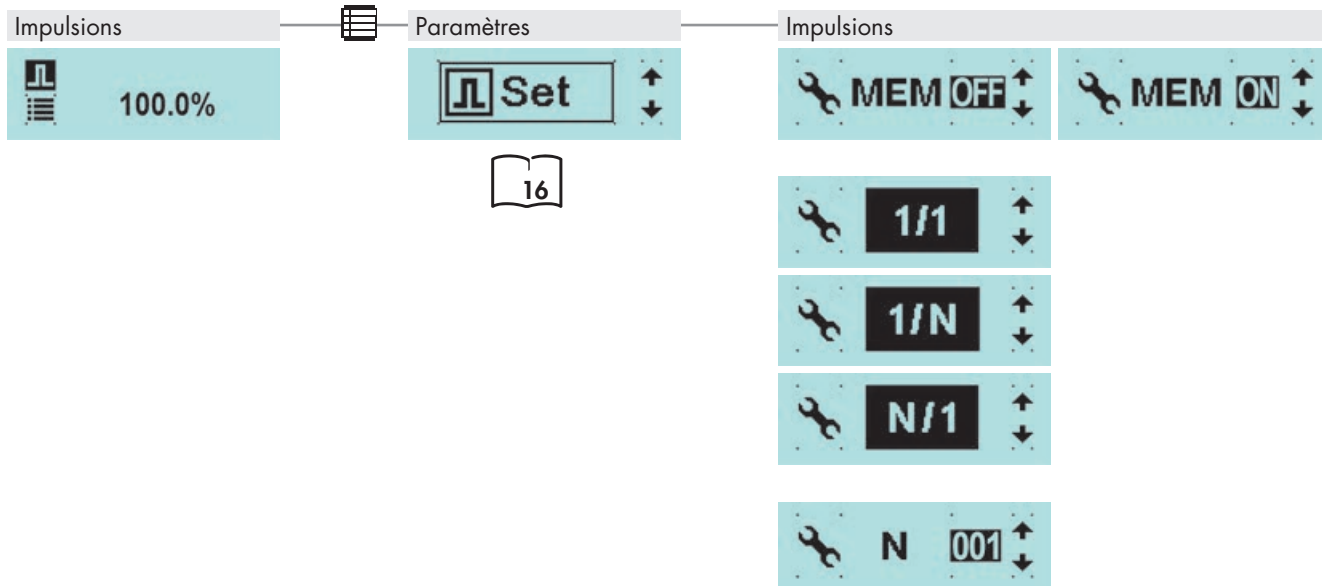 Impulsions Paramètres Impulsions
100.0% Set MEM OFF MEM ON
16
1/1
1/N
N/1
N 001